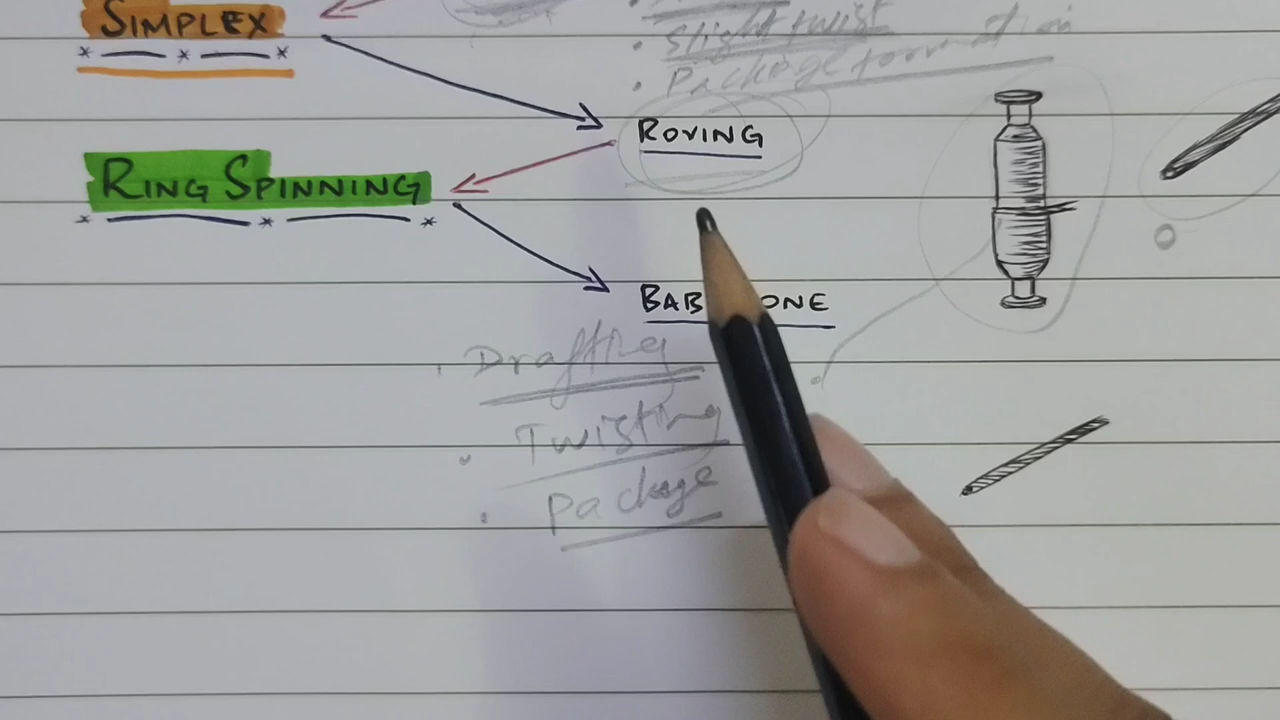 SIMPLEX
• Slight twist
• Package formation
ROVING
RING SPINNING
BAB ONE
• Drafting
• Twisting
• Package